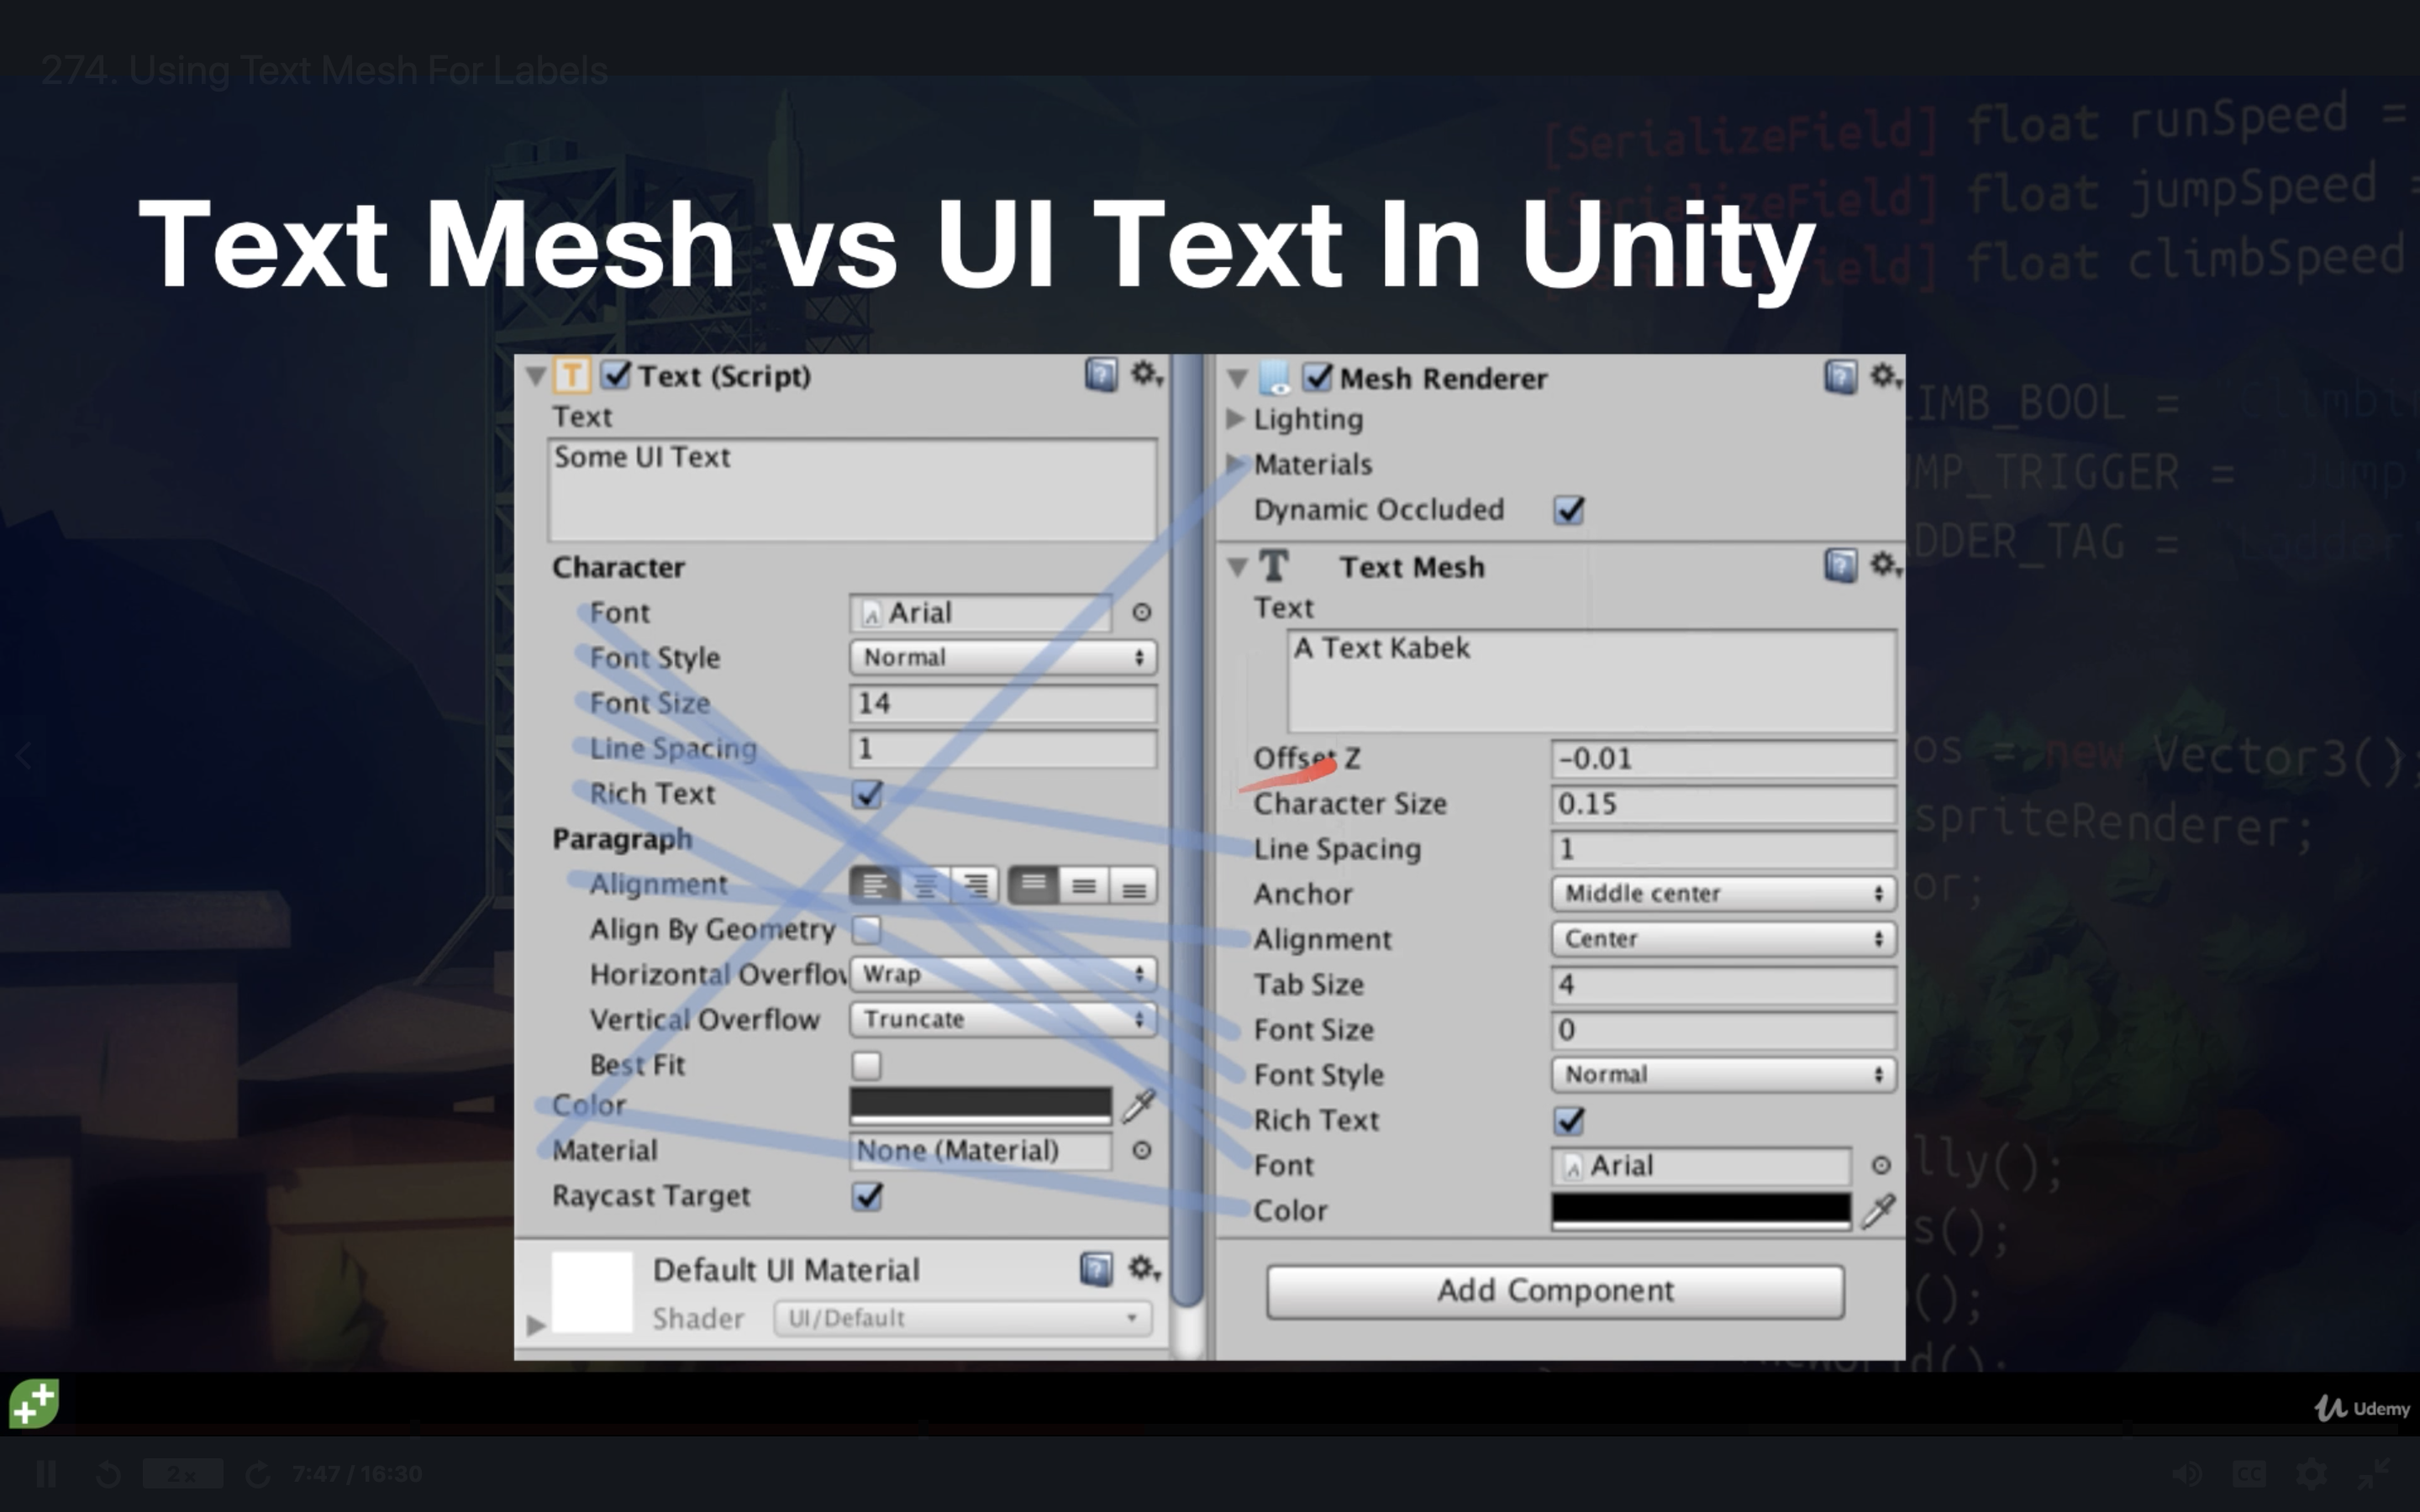 274. Using Text Mesh For Labels
[SerializeField] float runSpeed =
[SerializeField] float jumpSpeed =
float climbSpeed
Text Mesh vs UI Text In Unity
Text (Script)
Text
Some UI Text
Character
Font Arial
Font Style Normal
Font Size 14
Line Spacing 1
Rich Text
Paragraph
Alignment
Align By Geometry
Horizontal Overflow Wrap
Vertical Overflow Truncate
Best Fit
Color
Material None (Material)
Raycast Target
Default UI Material
Shader UI/Default
Mesh Renderer
Lighting
Materials
Dynamic Occluded
Text Mesh
Text
A Text Kabek
Offset Z -0.01
Character Size 0.15
Line Spacing 1
Anchor Middle center
Alignment Center
Tab Size 4
Font Size 0
Font Style Normal
Rich Text
Font Arial
Color
Add Component
LIMB_BOOL =
UMP_TRIGGER = Jump
ADDER_TAG =
os = new Vector3();
spriteRenderer;
or;
lly();
s();
();
Udemy
2x
7:47 / 16:30
CC